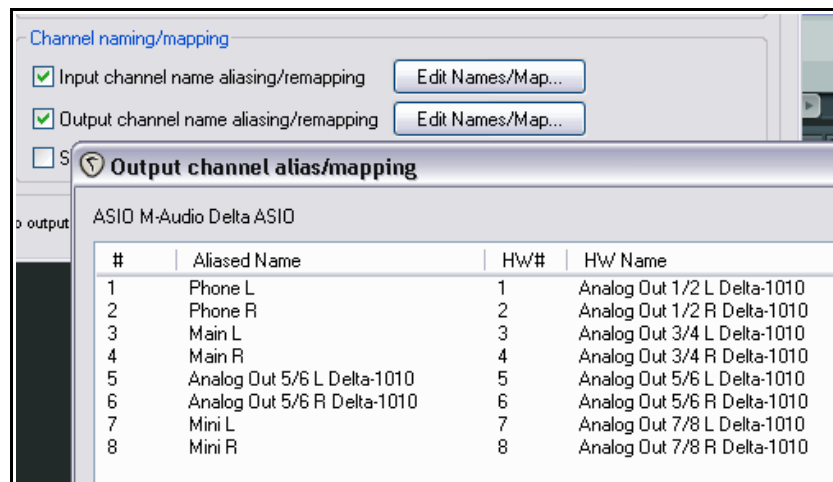 Channel naming/mapping
Input channel name aliasing/remapping Edit Names/Map...
Output channel name aliasing/remapping Edit Names/Map...
Output channel alias/mapping
output
ASIO M-Audio Delta ASIO
# Aliased Name HW# HW Name
1 Phone L 1 Analog Out 1/2 L Delta-1010
2 Phone R 2 Analog Out 1/2 R Delta-1010
3 Main L 3 Analog Out 3/4 L Delta-1010
4 Main R 4 Analog Out 3/4 R Delta-1010
5 Analog Out 5/6 L Delta-1010 5 Analog Out 5/6 L Delta-1010
6 Analog Out 5/6 R Delta-1010 6 Analog Out 5/6 R Delta-1010
7 Mini L 7 Analog Out 7/8 L Delta-1010
8 Mini R 8 Analog Out 7/8 R Delta-1010